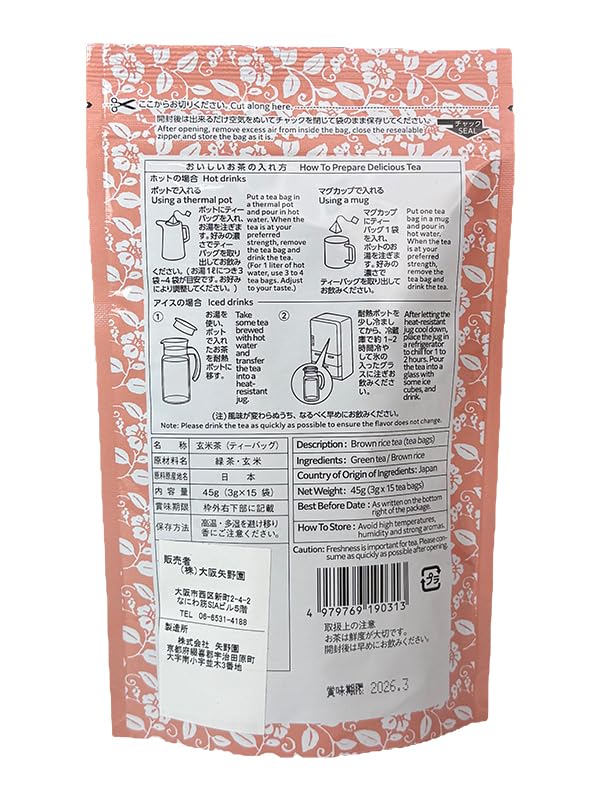 ここからお切りください。Cut along here.
開封後は出来るだけ空気をぬいてチャックを閉じて袋のまま保存してください。
After opening, remove excess air from inside the bag, close the resealable
zipper and store the bag as it is.
チャック
SEAL
おいしいお茶の入れ方 How To Prepare Delicious Tea
ホットの場合 Hot drinks
ポットで入れる
Using a thermal pot
ポットにティー
バッグを入れ、
お湯を注ぎま
す。好みの濃
さでティー
バッグを取り出
してお飲みくだ
さい。(お湯1ℓにつき3
袋~4袋が目安です。お好み
により調整してください。)
Put a tea bag in
a thermal pot
and pour in hot
water. When the
tea is at your
preferred
strength, remove
the tea bag and
drink the tea.
(For 1 liter of hot
water, use 3 to 4
tea bags. Adjust
to your taste.)
マグカップで入れる
Using a mug
マグカップ
にティー
バッグ1袋
を入れ、
ポットのお
湯を注ぎま
す。好みの
濃さで
ティーバッグを取り出して
お飲みください。
Put one tea
bag in a mug
and pour in
hot water.
When the tea
is at your
preferred
strength,
remove the
tea bag and
drink the tea.
アイスの場合 Iced drinks
①
お湯を
使い、
ポット
で入れ
たお茶
を耐熱
ポットに
移す。
Take
some tea
brewed
with hot
water
and
transfer
the tea
into a
heat-
resistant
jug.
②
耐熱ポットを
少し冷まし
てから、冷蔵
庫で約1~2
時間冷や
して氷の
入ったグラ
スに注ぎお
飲みください。
After letting the
heat-resistant
jug cool down,
place the jug in
a refrigerator
to chill for 1 to
2 hours. Pour
the tea into a
glass with
some ice
cubes, and
drink.
(注)風味が変わらぬうち、なるべく早めにお飲みください。
Note: Please drink the tea as quickly as possible to ensure the flavor does not change.
名称 玄米茶(ティーバッグ)
原材料名 緑茶・玄米
原料原産地名 日本
内容量 45g(3g×15袋)
賞味期限 枠外右下部に記載
保存方法 高温・多湿を避け移り
香にご注意ください。
Description: Brown rice tea (tea bags)
Ingredients: Green tea / Brown rice
Country of Origin of Ingredients: Japan
Net Weight: 45g (3g x 15 tea bags)
Best Before Date: As written on the bottom
right of the package.
How To Store: Avoid high temperatures,
humidity and strong aromas.
Caution: Freshness is important for tea. Please con-
sume as quickly as possible after opening.
販売者
(株)大阪矢野園
大阪市西区新町2-4-2
なにわ筋SIAビル5階
TEL 06-6531-4188
製造所
株式会社 矢野園
京都府綴喜郡宇治田原町
大字南小字並木3番地
4 979769 190313
プラ
取扱上の注意
お茶は鮮度が大切です。
開封後は早めにお飲みください。
賞味期限 2026.3